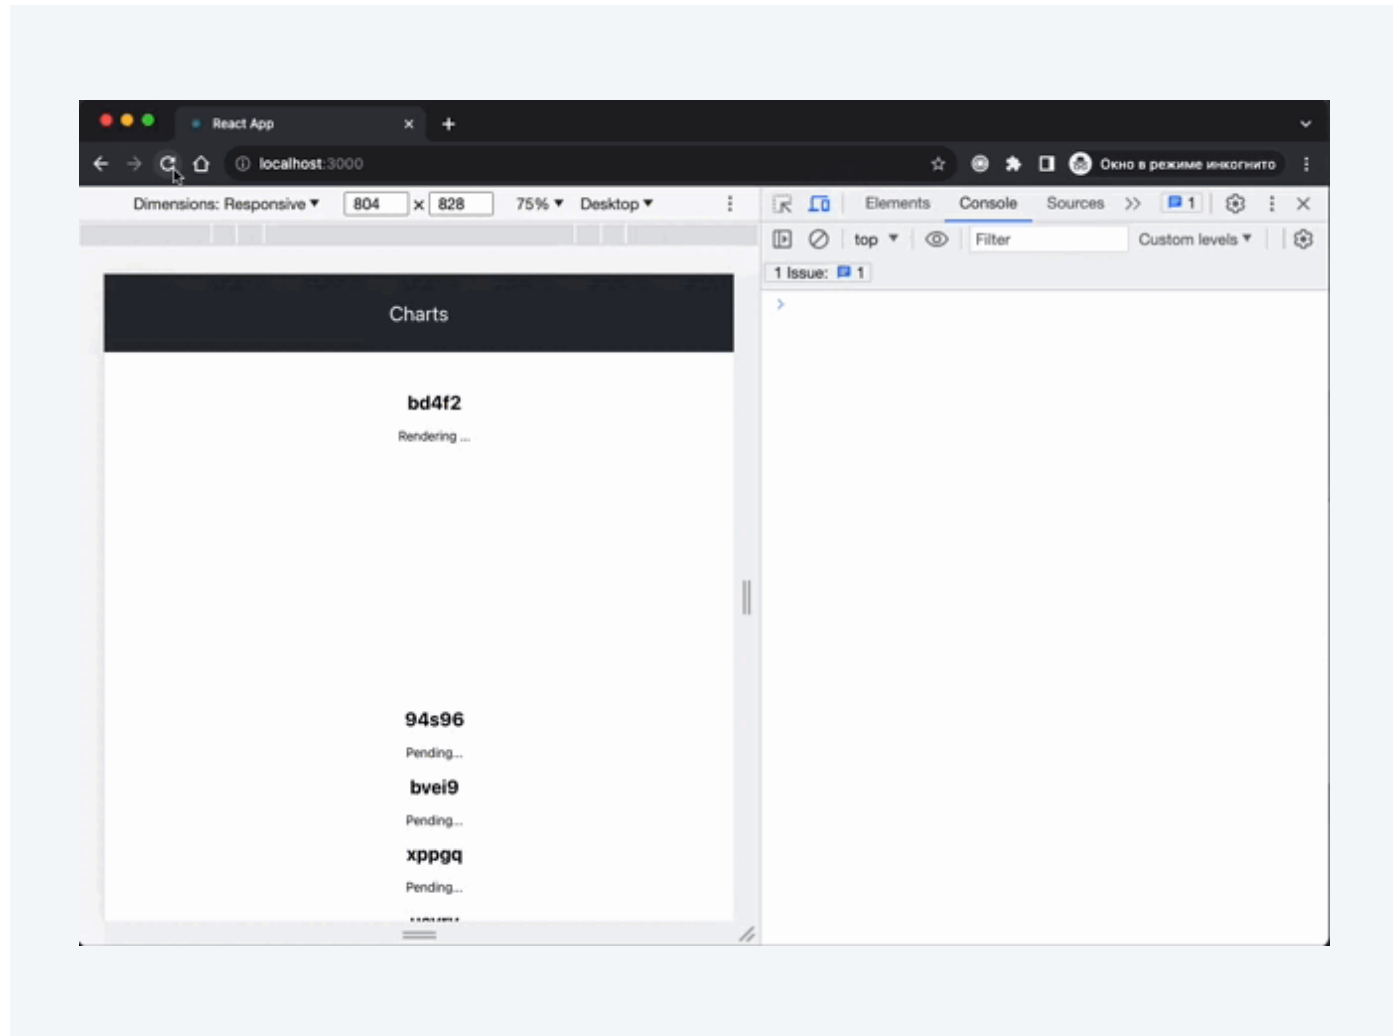 React App
localhost:3000
Окно в режиме инкогнито
Dimensions: Responsive 804 × 828 75% Desktop
Elements Console Sources 1
top Filter Custom levels
1 Issue: 1
Charts
bd4f2
Rendering ...
94s96
Pending...
bvei9
Pending...
xppgq
Pending...